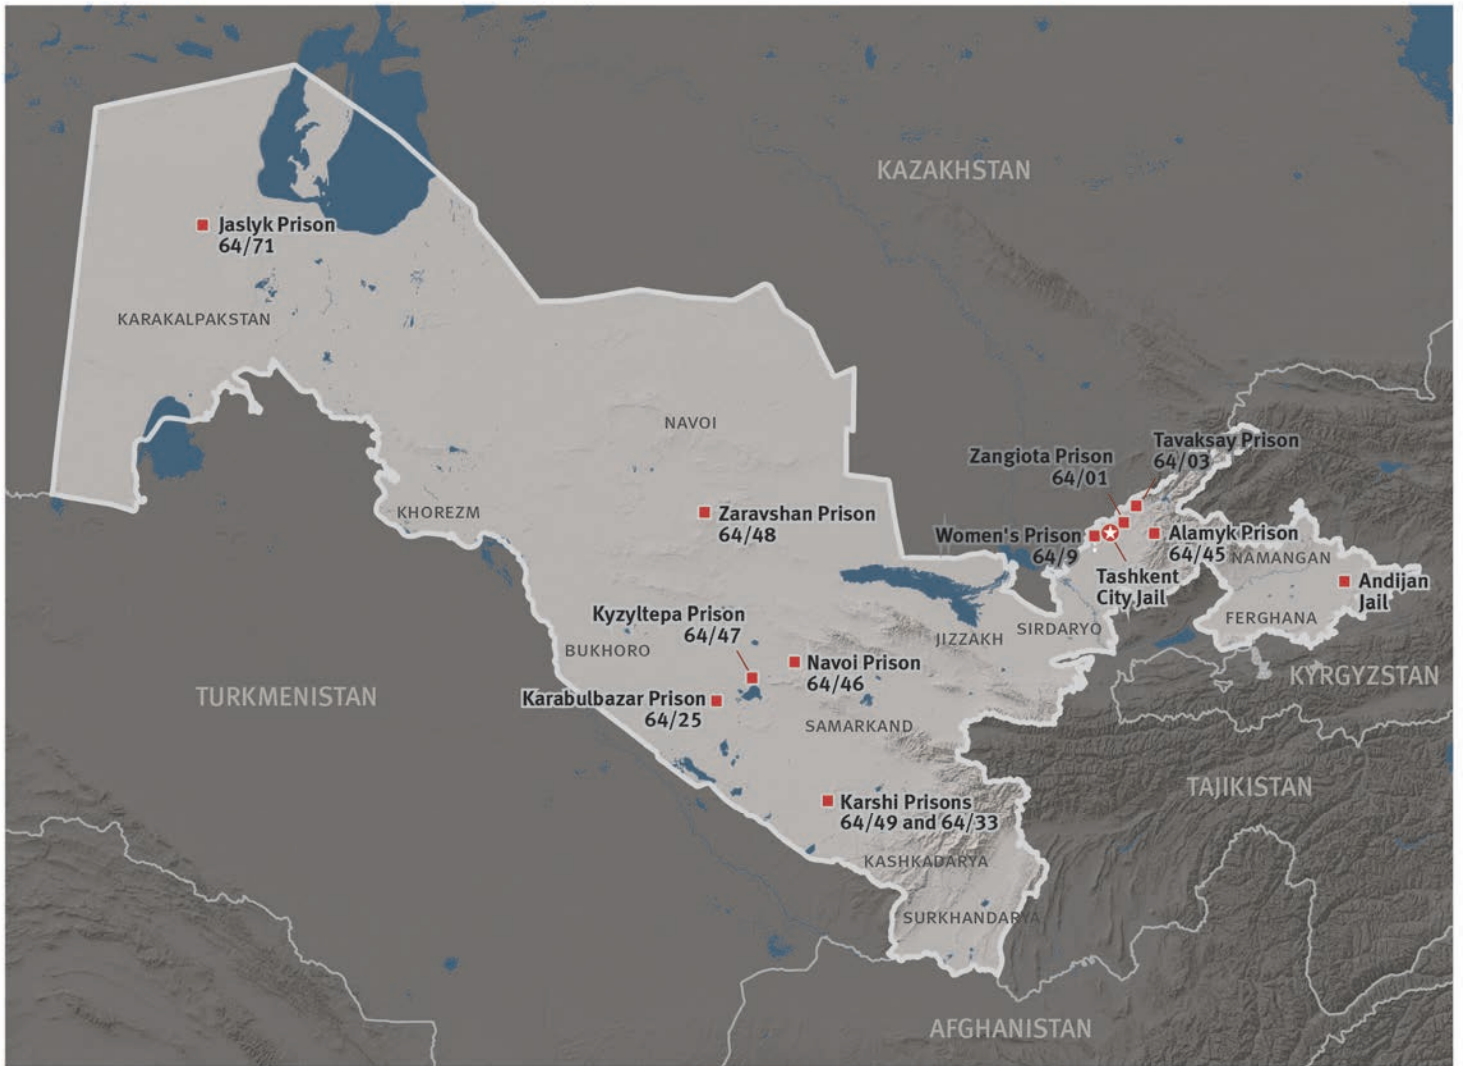 KAZAKHSTAN
Jaslyk Prison
64/71
KARAKALPAKSTAN
NAVOI
Tavaksay Prison
64/03
Zangiota Prison
64/01
KHOREZM
Zaravshan Prison
64/48
Women's Prison
64/9
Alamyk Prison
64/45
NAMANGAN
Tashkent
City Jail
Andijan
Jail
Kyzyltepa Prison
64/47
FERGHANA
SIRDARYO
JIZZAKH
BUKHORO
Navoi Prison
64/46
KYRGYZSTAN
TURKMENISTAN
Karabulbazar Prison
64/25
SAMARKAND
TAJIKISTAN
Karshi Prisons
64/49 and 64/33
KASHKADARYA
SURKHANDARYA
AFGHANISTAN